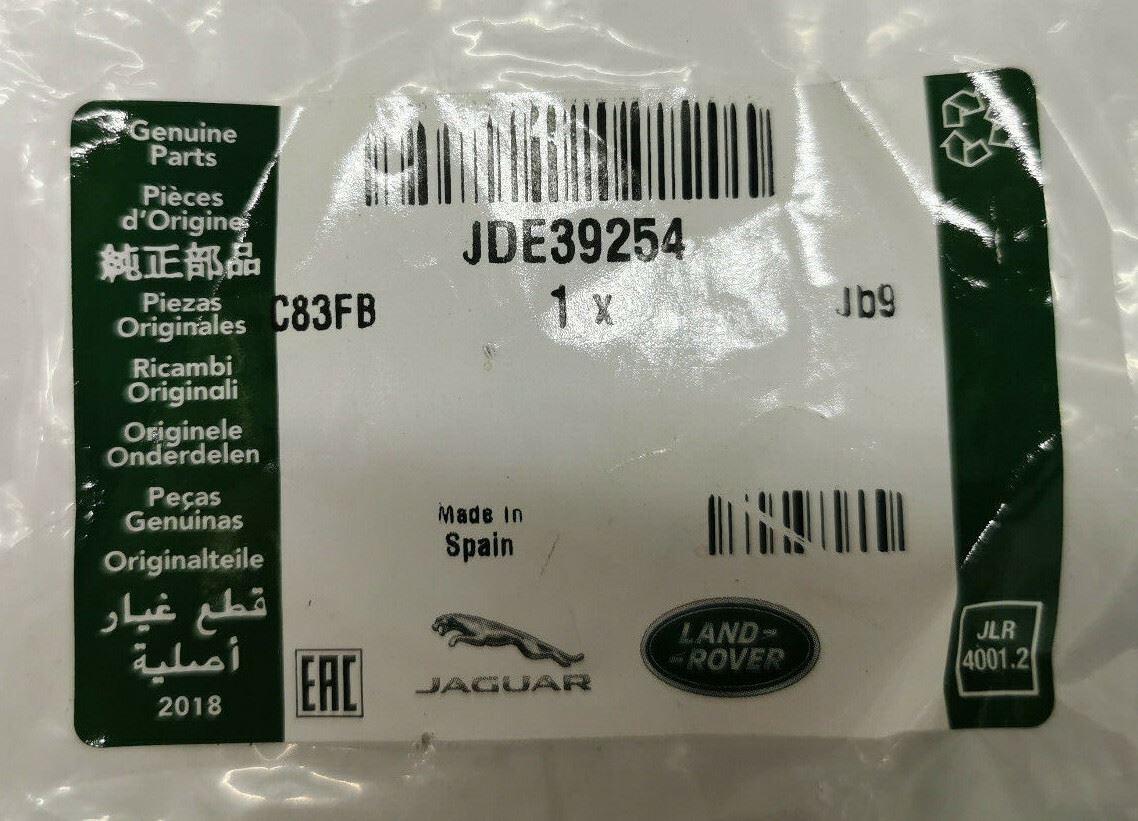 Genuine
Parts
Pièces
d'Origine
純正部品
Piezas
Originales
Ricambi
Originali
Originele
Onderdelen
Peças
Genuinas
Originalteile
قطع غيار
أصلية
2018
JDE39254
C83FB 1 x Jb9
Made In
Spain
EAC
JAGUAR
LAND-
-ROVER
JLR
4001.2